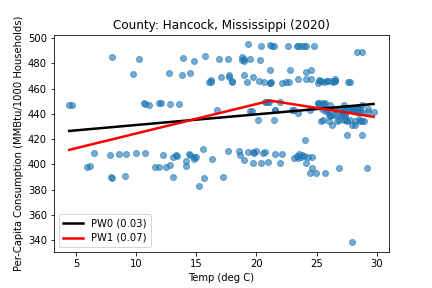 County: Hancock, Mississippi (2020)
Per-Capita Consumption (MMBtu/1000 Households)
500
480
460
440
420
400
380
360
340
PW0 (0.03)
PW1 (0.07)
5 10 15 20 25 30
Temp (deg C)